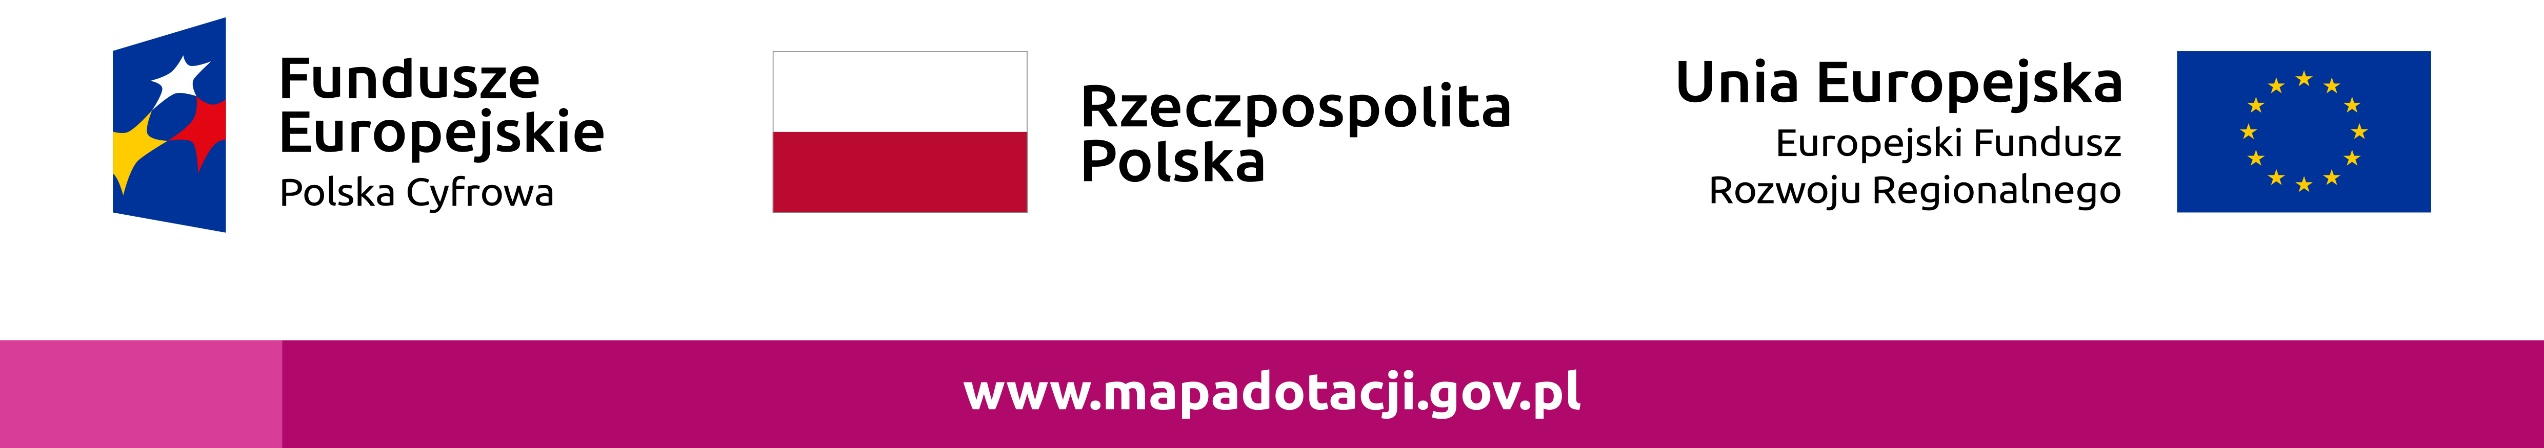 Fundusze
Europejskie
Polska Cyfrowa
Rzeczpospolita
Polska
Unia Europejska
Europejski Fundusz
Rozwoju Regionalnego
www.mapadotacji.gov.pl